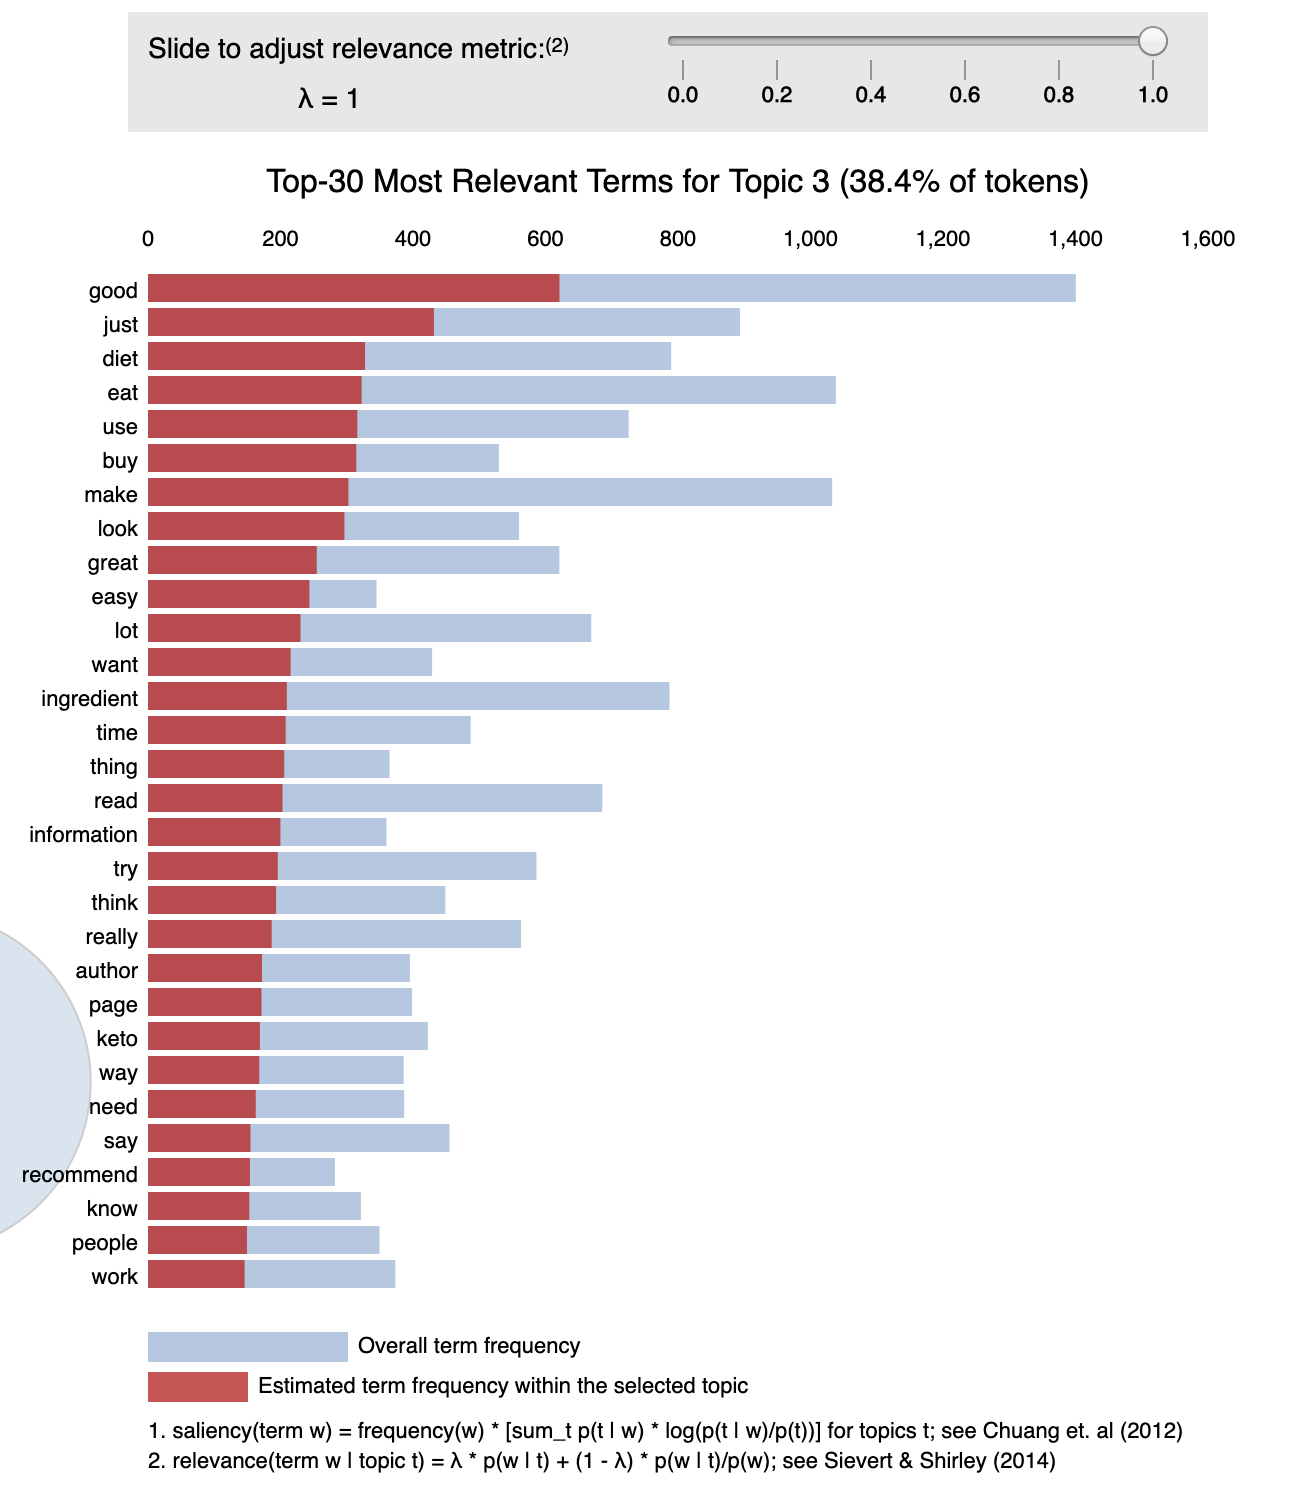 Slide to adjust relevance metric:(2)
λ = 1
0.0 0.2 0.4 0.6 0.8 1.0
Top-30 Most Relevant Terms for Topic 3 (38.4% of tokens)
0 200 400 600 800 1,000 1,200 1,400 1,600
good
just
diet
eat
use
buy
make
look
great
easy
lot
want
ingredient
time
thing
read
information
try
think
really
author
page
keto
way
need
say
recommend
know
people
work
Overall term frequency
Estimated term frequency within the selected topic
1. saliency(term w) = frequency(w) * [sum_t p(t | w) * log(p(t | w)/p(t))] for topics t; see Chuang et. al (2012)
2. relevance(term w | topic t) = λ * p(w | t) + (1 - λ) * p(w | t)/p(w); see Sievert & Shirley (2014)